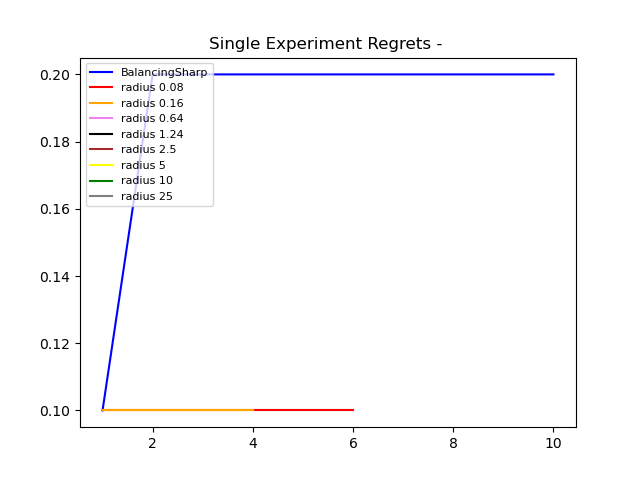 Single Experiment Regrets -
0.20
0.18
0.16
0.14
0.12
0.10
BalancingSharp
radius 0.08
radius 0.16
radius 0.64
radius 1.24
radius 2.5
radius 5
radius 10
radius 25
2 4 6 8 10